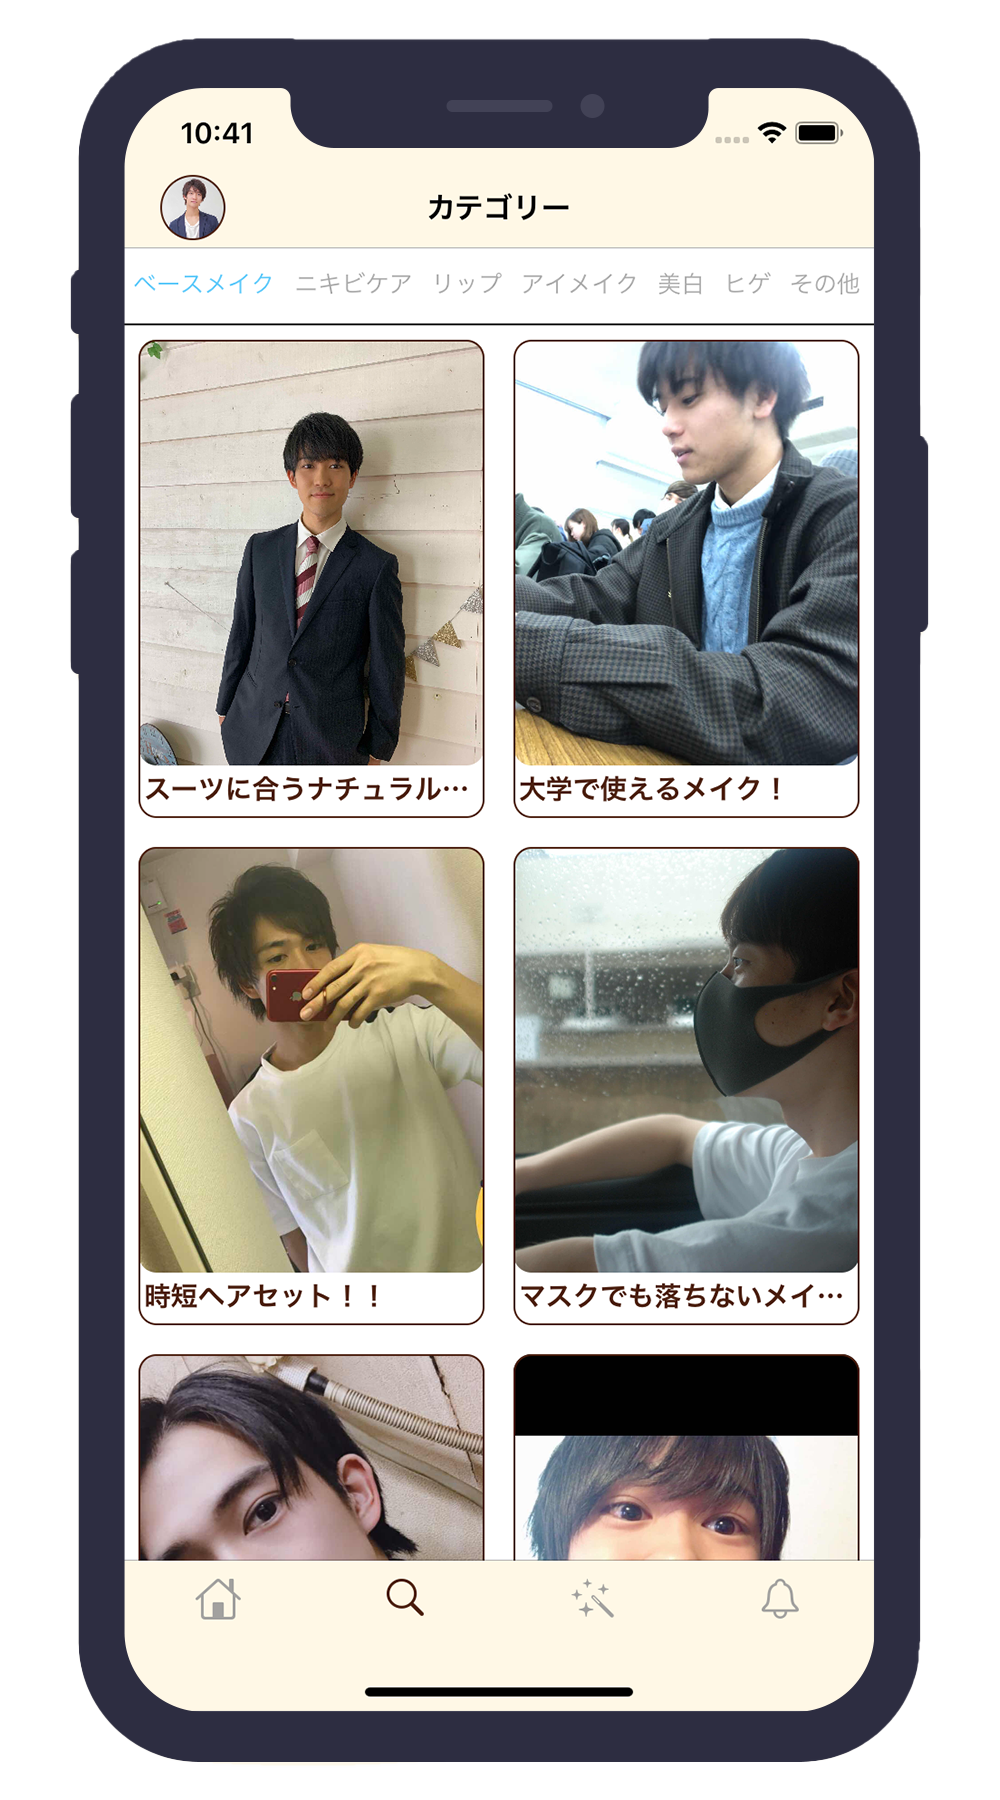 10:41
カテゴリー
ベースメイク ニキビケア リップ アイメイク 美白 ヒゲ その他
スーツに合うナチュラル…
大学で使えるメイク！
時短ヘアセット！！
マスクでも落ちないメイ…